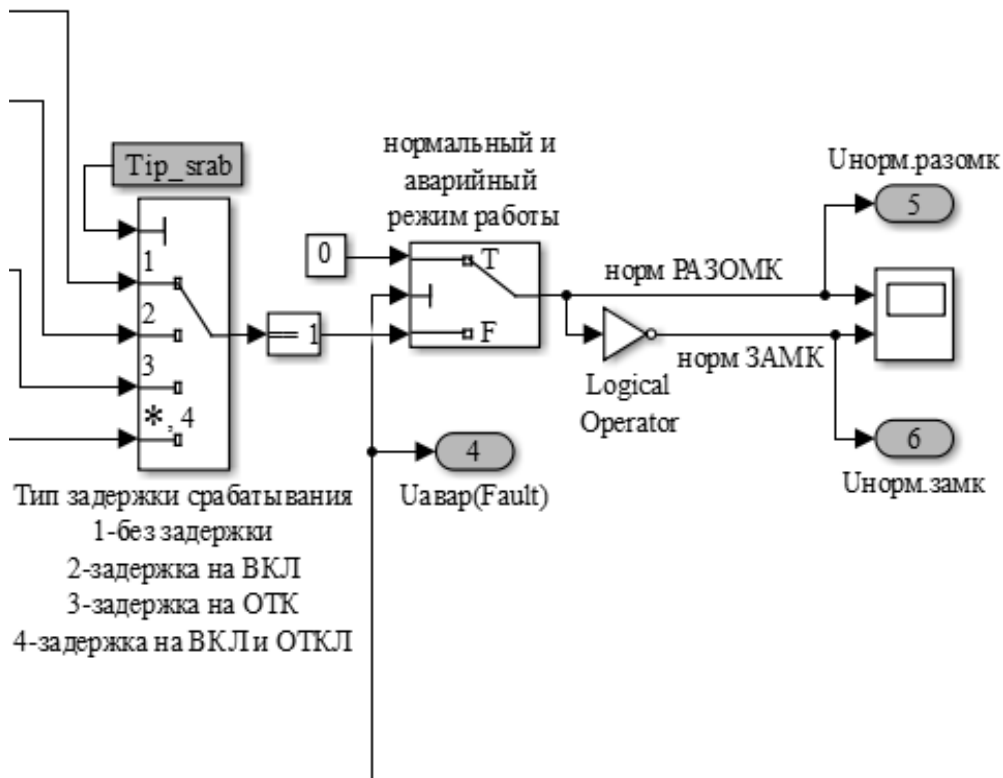 Tip_srab
1
2
3
*, 4
Тип задержки срабатывания
1-без задержки
2-задержка на ВКЛ
3-задержка на ОТК
4-задержка на ВКЛ и ОТКЛ
== 1
0
нормальный и
аварийный
режим работы
T
F
норм РАЗОМК
норм ЗАМК
Logical
Operator
4
Uавар(Fault)
Uнорм.разомк
5
6
Uнорм.замк